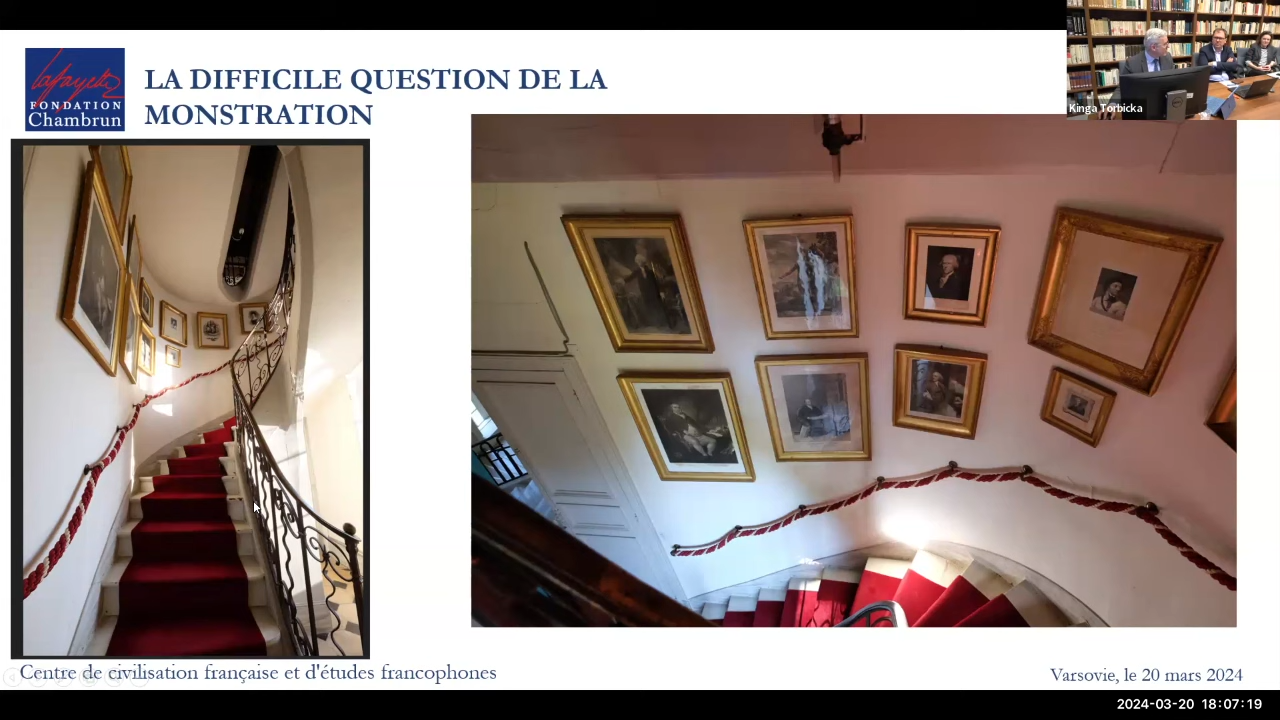 lafayette
FONDATION
Chambrun
LA DIFFICILE QUESTION DE LA
MONSTRATION
Kinga Torbicka
Centre de civilisation française et d'études francophones
Varsovie, le 20 mars 2024
2024-03-20 18:07:19